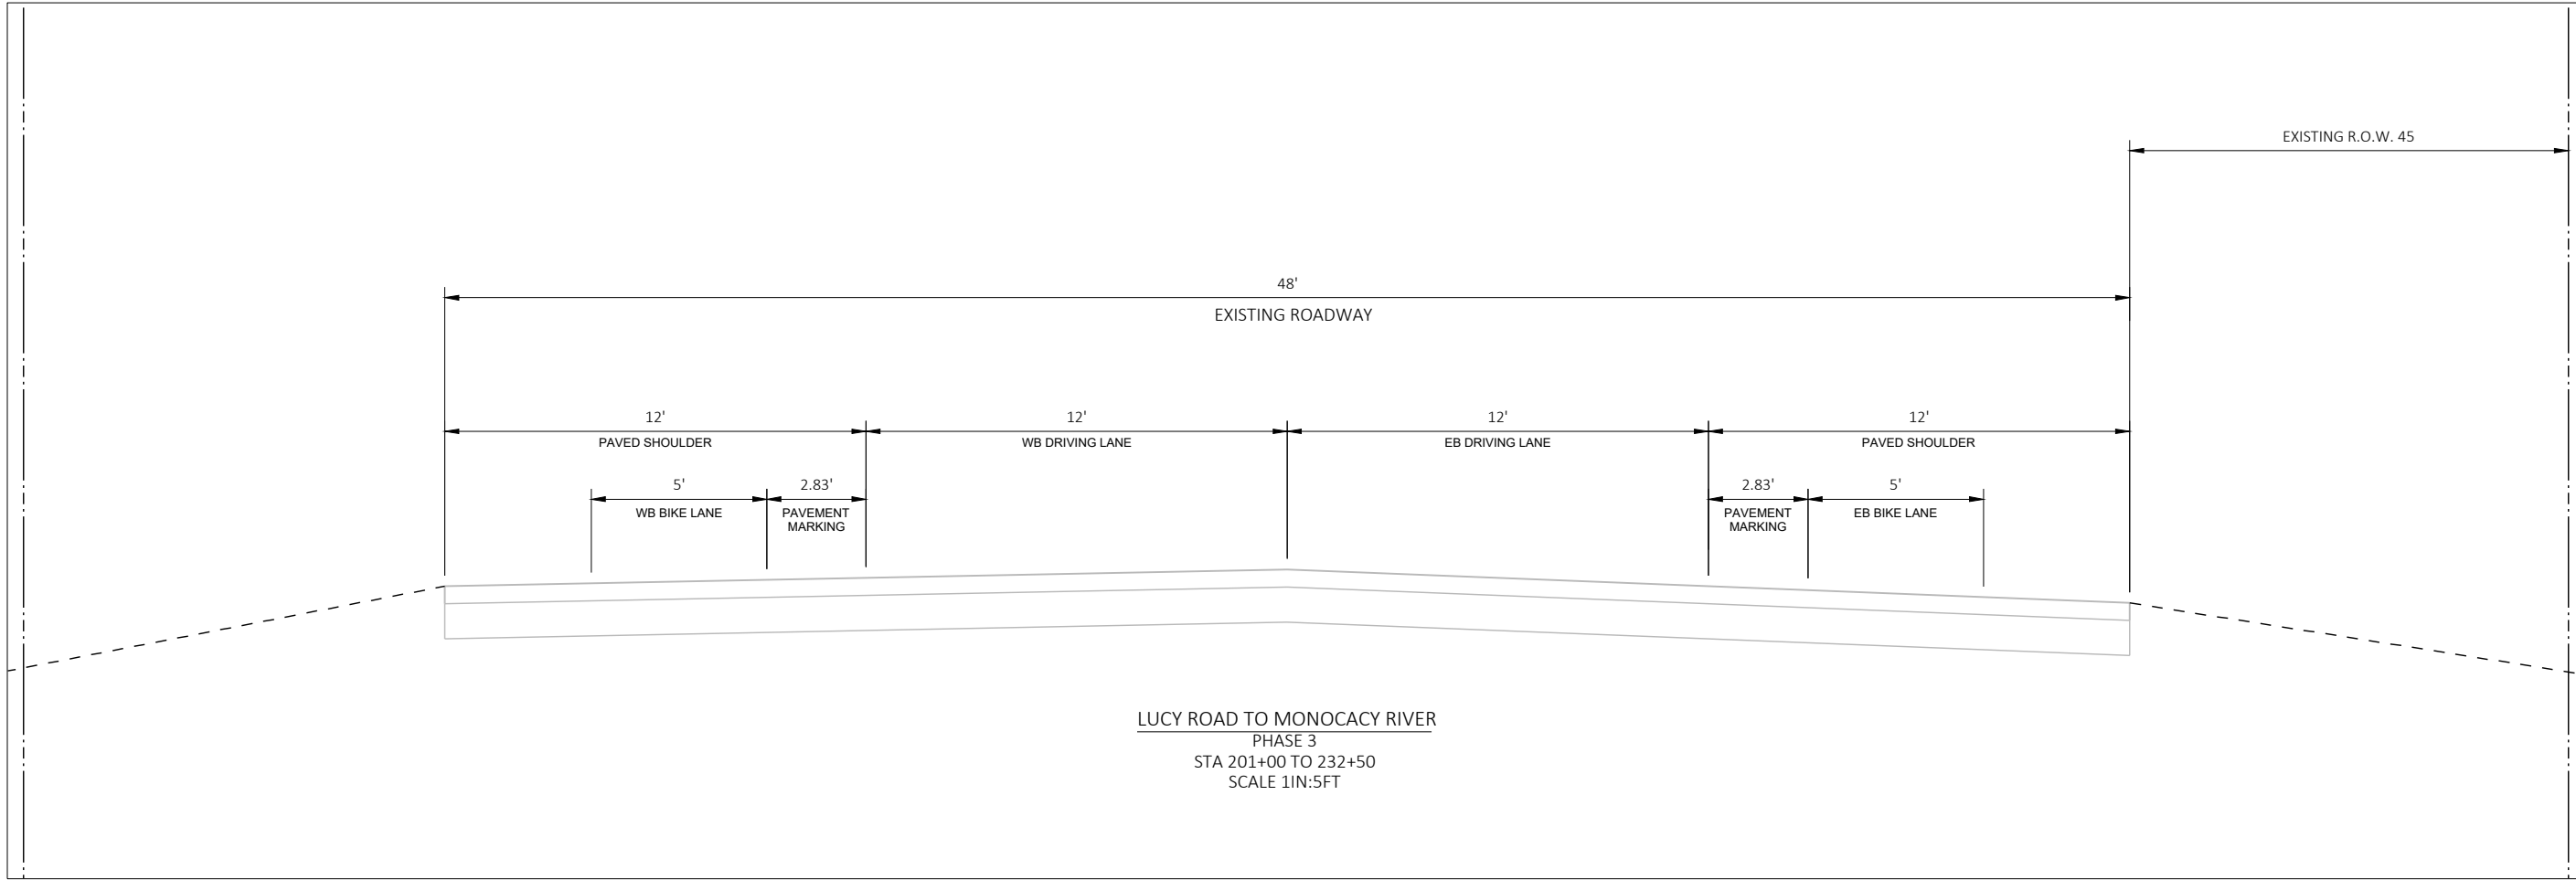 EXISTING R.O.W. 45
48'
EXISTING ROADWAY
12'
PAVED SHOULDER
12'
WB DRIVING LANE
12'
EB DRIVING LANE
12'
PAVED SHOULDER
5'
WB BIKE LANE
2.83'
PAVEMENT
MARKING
2.83'
PAVEMENT
MARKING
5'
EB BIKE LANE
LUCY ROAD TO MONOCACY RIVER
PHASE 3
STA 201+00 TO 232+50
SCALE 1IN:5FT